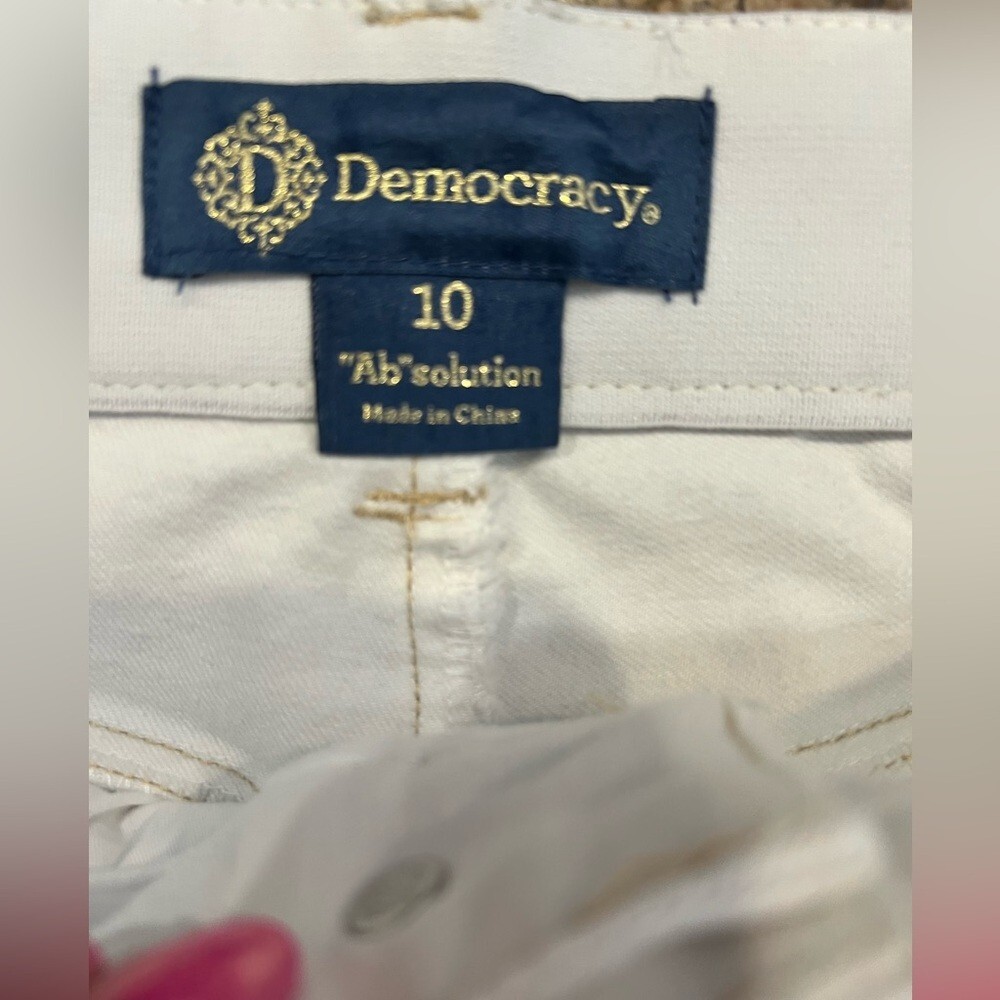 D Democracy®
10
"Ab"solution
Made in China